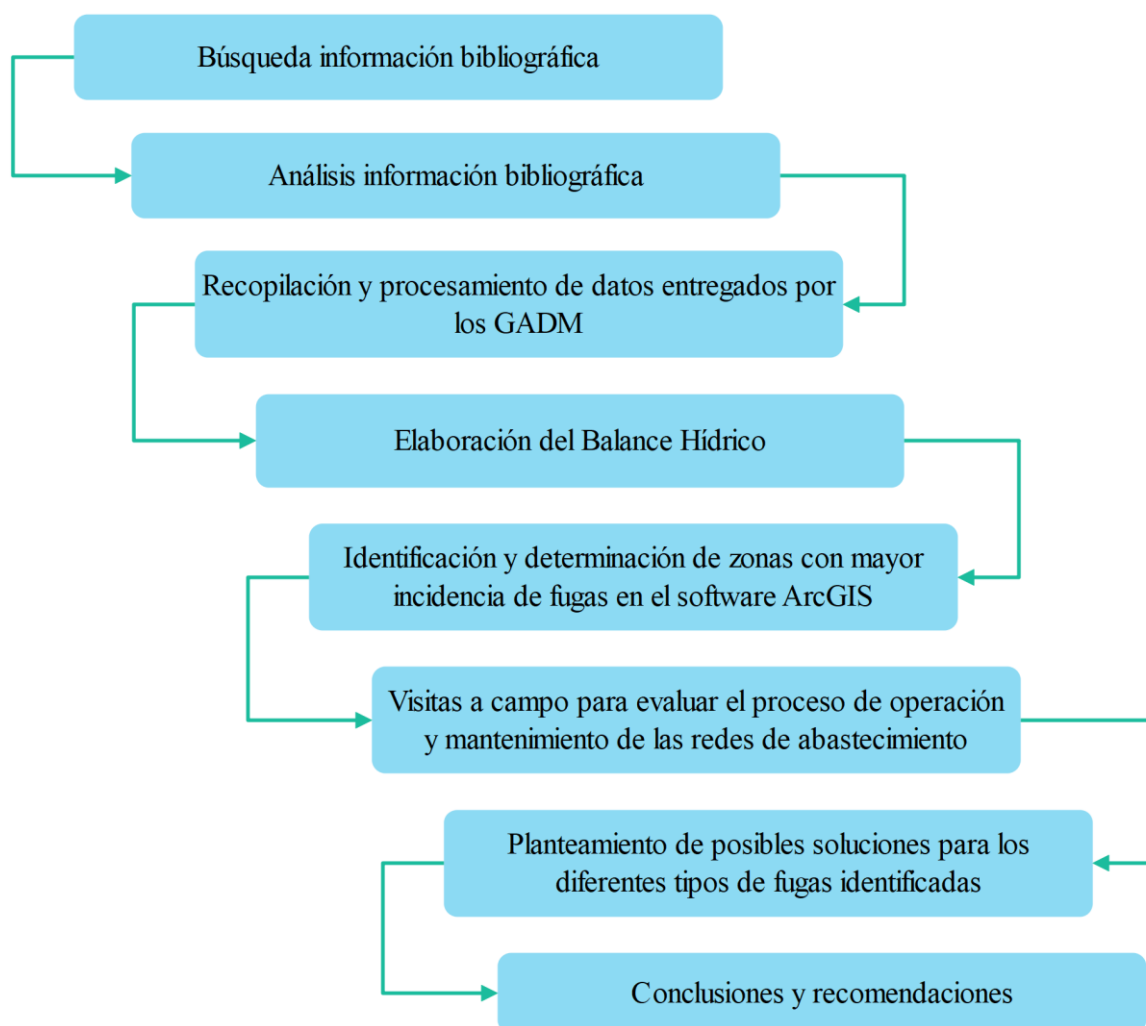 Búsqueda información bibliográfica
Análisis información bibliográfica
Recopilación y procesamiento de datos entregados por
los GADM
Elaboración del Balance Hídrico
Identificación y determinación de zonas con mayor
incidencia de fugas en el software ArcGIS
Visitas a campo para evaluar el proceso de operación
y mantenimiento de las redes de abastecimiento
Planteamiento de posibles soluciones para los
diferentes tipos de fugas identificadas
Conclusiones y recomendaciones